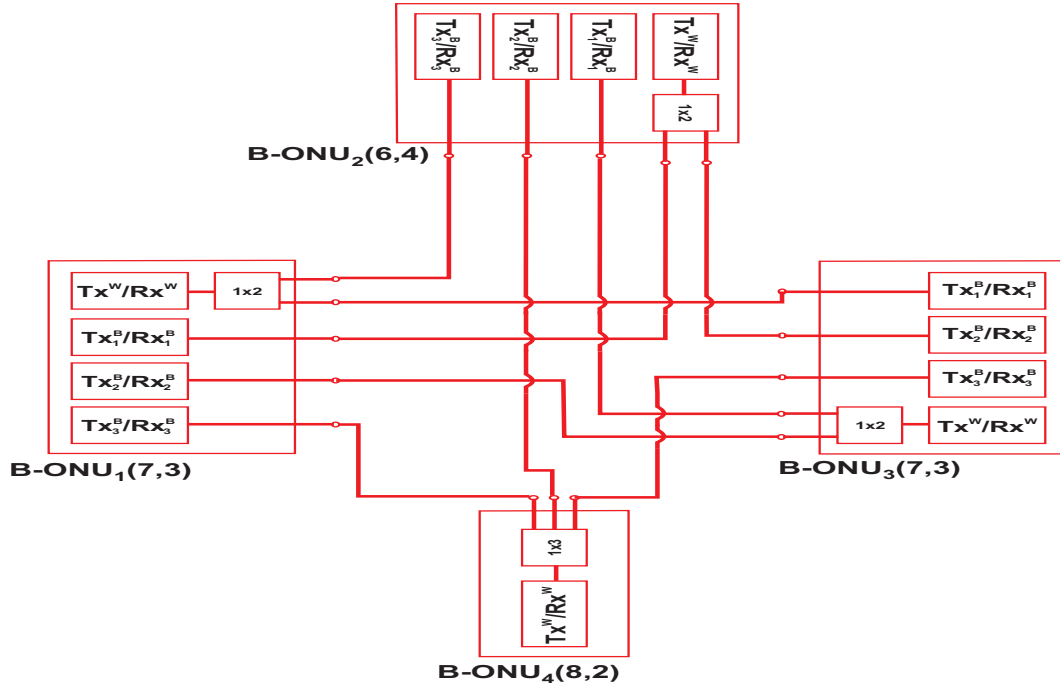 Tx₃ᴮ/Rx₃ᴮ
Tx₂ᴮ/Rx₂ᴮ
Tx₁ᴮ/Rx₁ᴮ
Txᵂ/Rxᵂ
1x2
B-ONU₂(6,4)
Txᵂ/Rxᵂ
1x2
Tx₁ᴮ/Rx₁ᴮ
Tx₂ᴮ/Rx₂ᴮ
Tx₃ᴮ/Rx₃ᴮ
B-ONU₁(7,3)
Tx₁ᴮ/Rx₁ᴮ
Tx₂ᴮ/Rx₂ᴮ
Tx₃ᴮ/Rx₃ᴮ
1x2
Txᵂ/Rxᵂ
B-ONU₃(7,3)
1x3
Txᵂ/Rxᵂ
B-ONU₄(8,2)